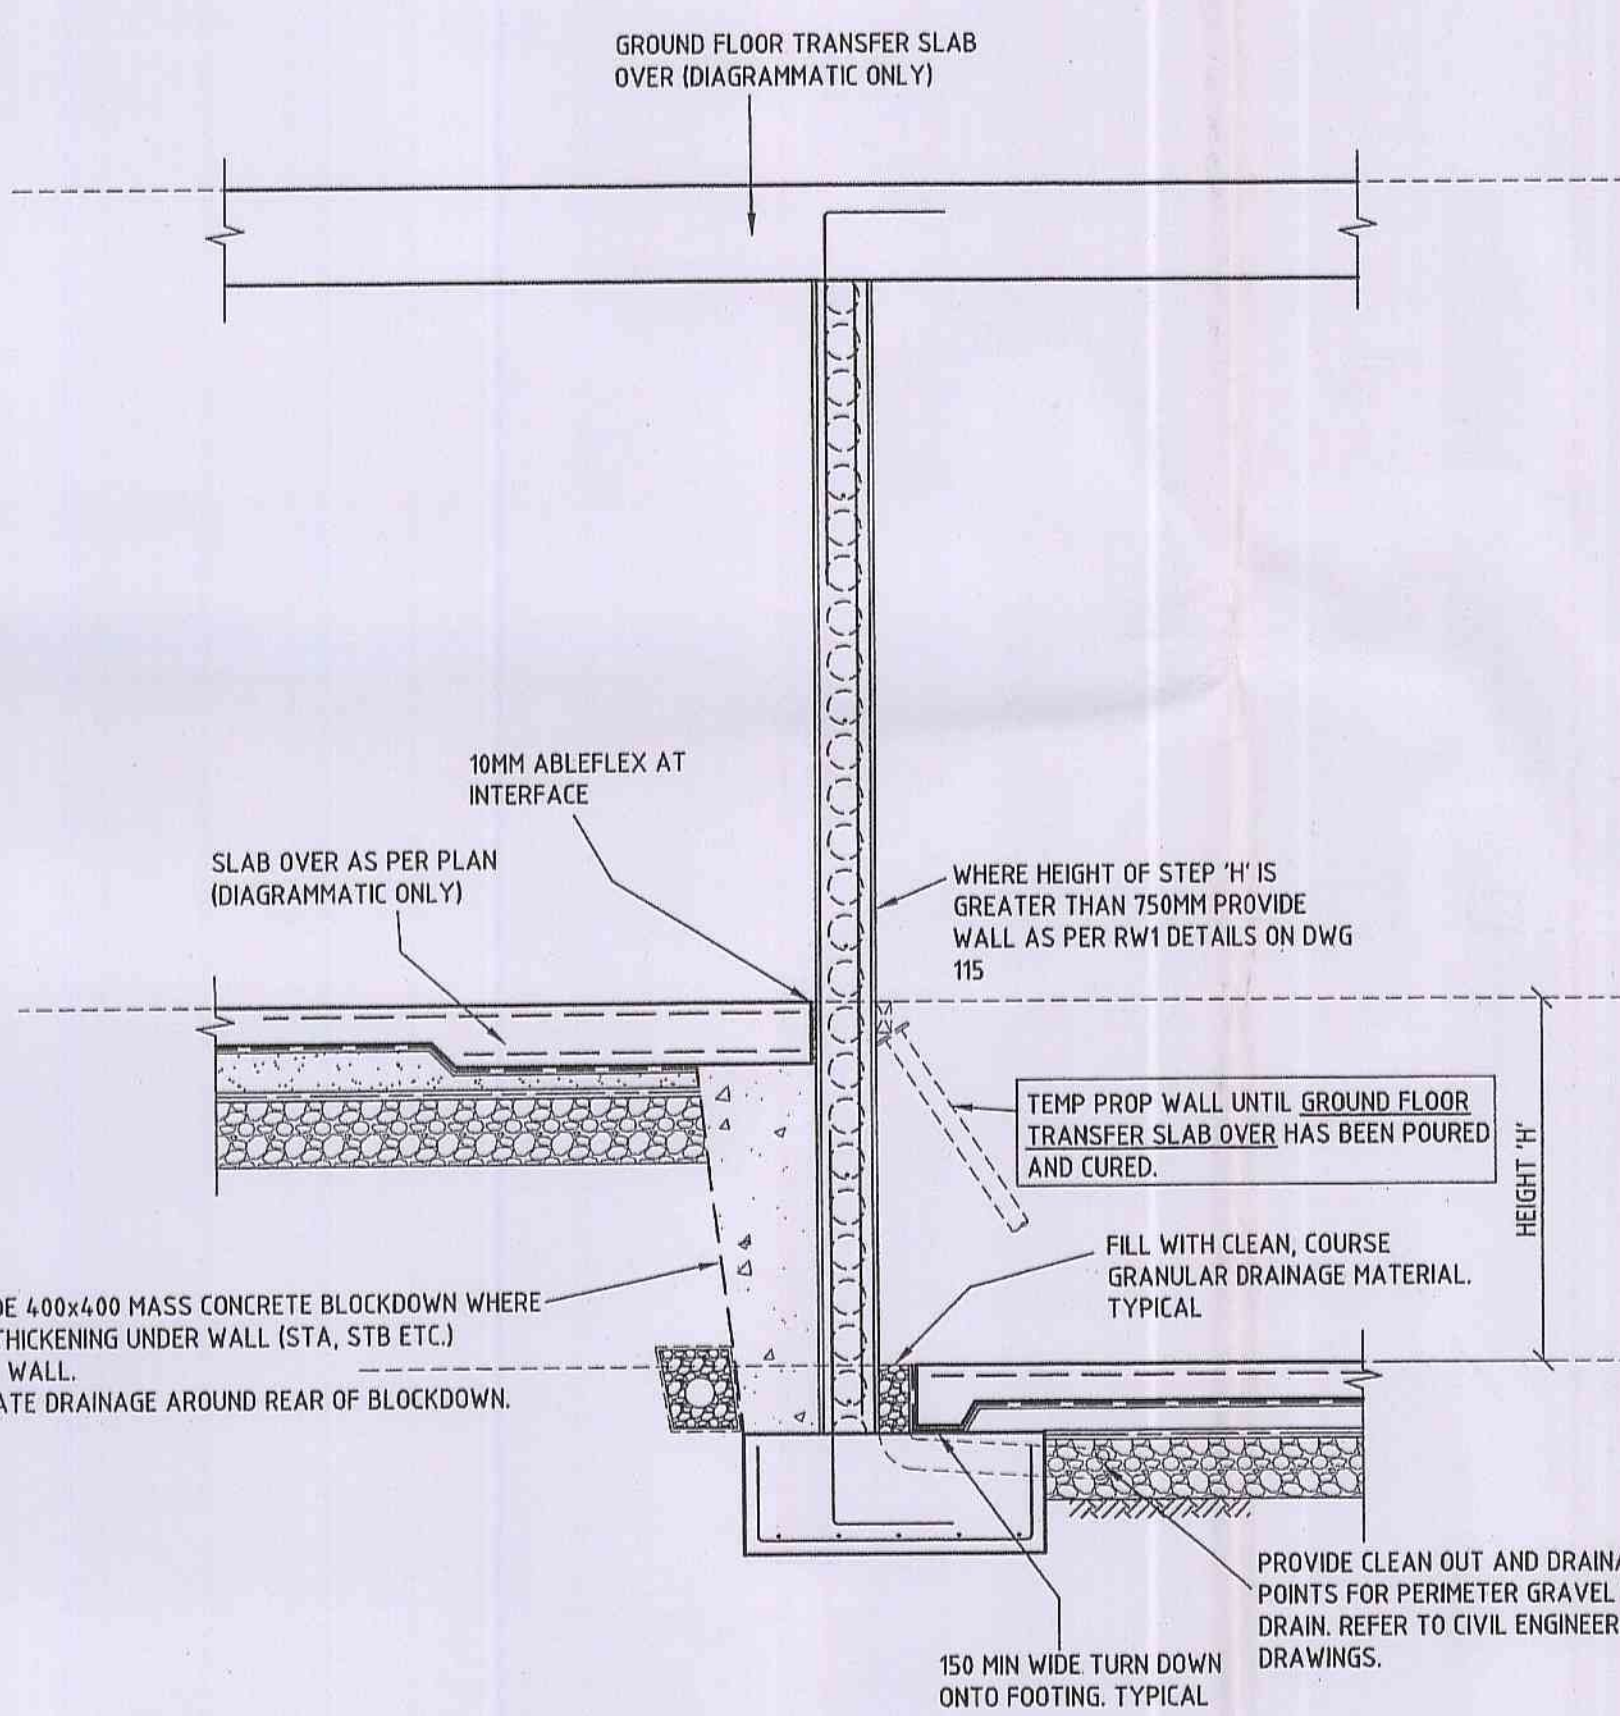 GROUND FLOOR TRANSFER SLAB
OVER (DIAGRAMMATIC ONLY)
10MM ABLEFLEX AT
INTERFACE
SLAB OVER AS PER PLAN
(DIAGRAMMATIC ONLY)
WHERE HEIGHT OF STEP 'H' IS
GREATER THAN 750MM PROVIDE
WALL AS PER RW1 DETAILS ON DWG
115
TEMP PROP WALL UNTIL GROUND FLOOR
TRANSFER SLAB OVER HAS BEEN POURED
AND CURED.
HEIGHT 'H'
FILL WITH CLEAN, COURSE
GRANULAR DRAINAGE MATERIAL.
TYPICAL
DE 400x400 MASS CONCRETE BLOCKDOWN WHERE
THICKENING UNDER WALL (STA, STB ETC.)
WALL.
ATE DRAINAGE AROUND REAR OF BLOCKDOWN.
PROVIDE CLEAN OUT AND DRAINA
POINTS FOR PERIMETER GRAVEL
DRAIN. REFER TO CIVIL ENGINEER
DRAWINGS.
150 MIN WIDE TURN DOWN
ONTO FOOTING. TYPICAL